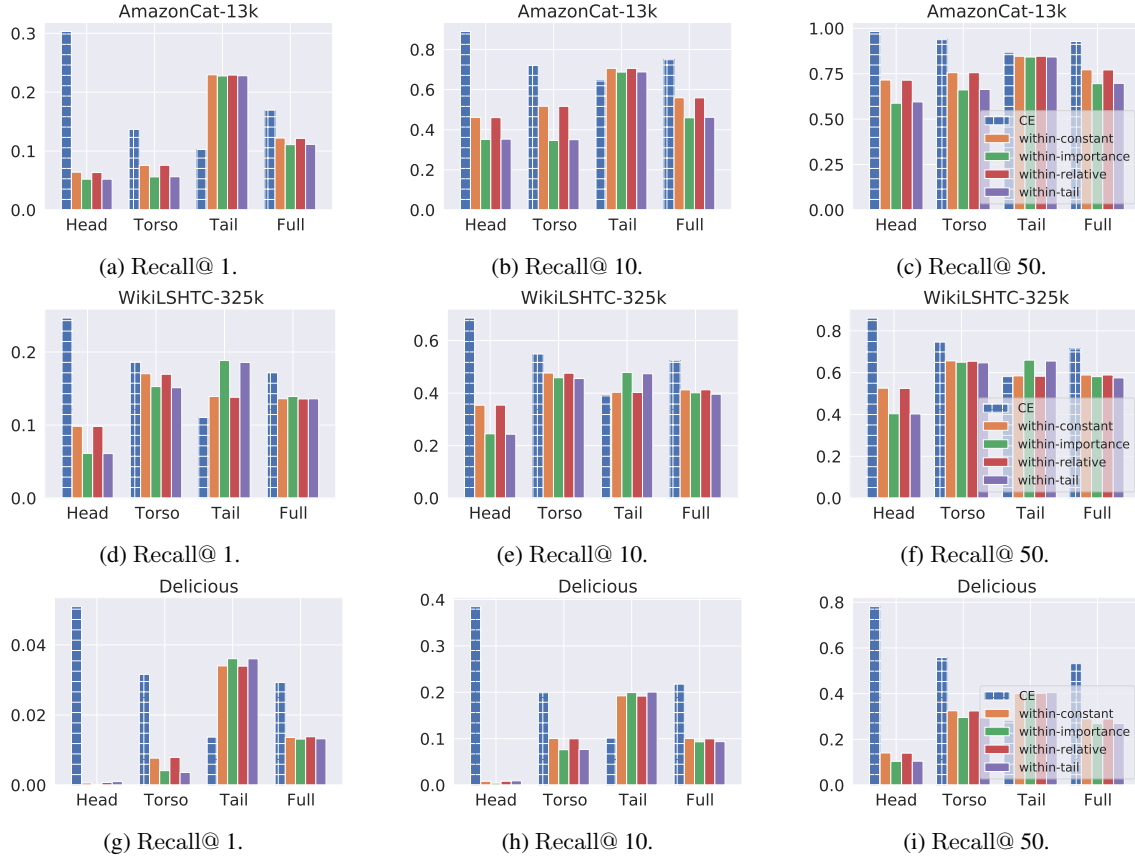 AmazonCat-13k
0.3
0.2
0.1
0.0
Head Torso Tail Full
(a) Recall@ 1.
AmazonCat-13k
0.8
0.6
0.4
0.2
0.0
Head Torso Tail Full
(b) Recall@ 10.
AmazonCat-13k
1.00
0.75
0.50
0.25
0.00
CE
within-constant
within-importance
within-relative
within-tail
Head Torso Tail Full
(c) Recall@ 50.
WikiLSHTC-325k
0.2
0.1
0.0
Head Torso Tail Full
(d) Recall@ 1.
WikiLSHTC-325k
0.6
0.4
0.2
0.0
Head Torso Tail Full
(e) Recall@ 10.
WikiLSHTC-325k
0.8
0.6
0.4
0.2
0.0
CE
within-constant
within-importance
within-relative
within-tail
Head Torso Tail Full
(f) Recall@ 50.
Delicious
0.04
0.02
0.00
Head Torso Tail Full
(g) Recall@ 1.
Delicious
0.4
0.3
0.2
0.1
0.0
Head Torso Tail Full
(h) Recall@ 10.
Delicious
0.8
0.6
0.4
0.2
0.0
CE
within-constant
within-importance
within-relative
within-tail
Head Torso Tail Full
(i) Recall@ 50.